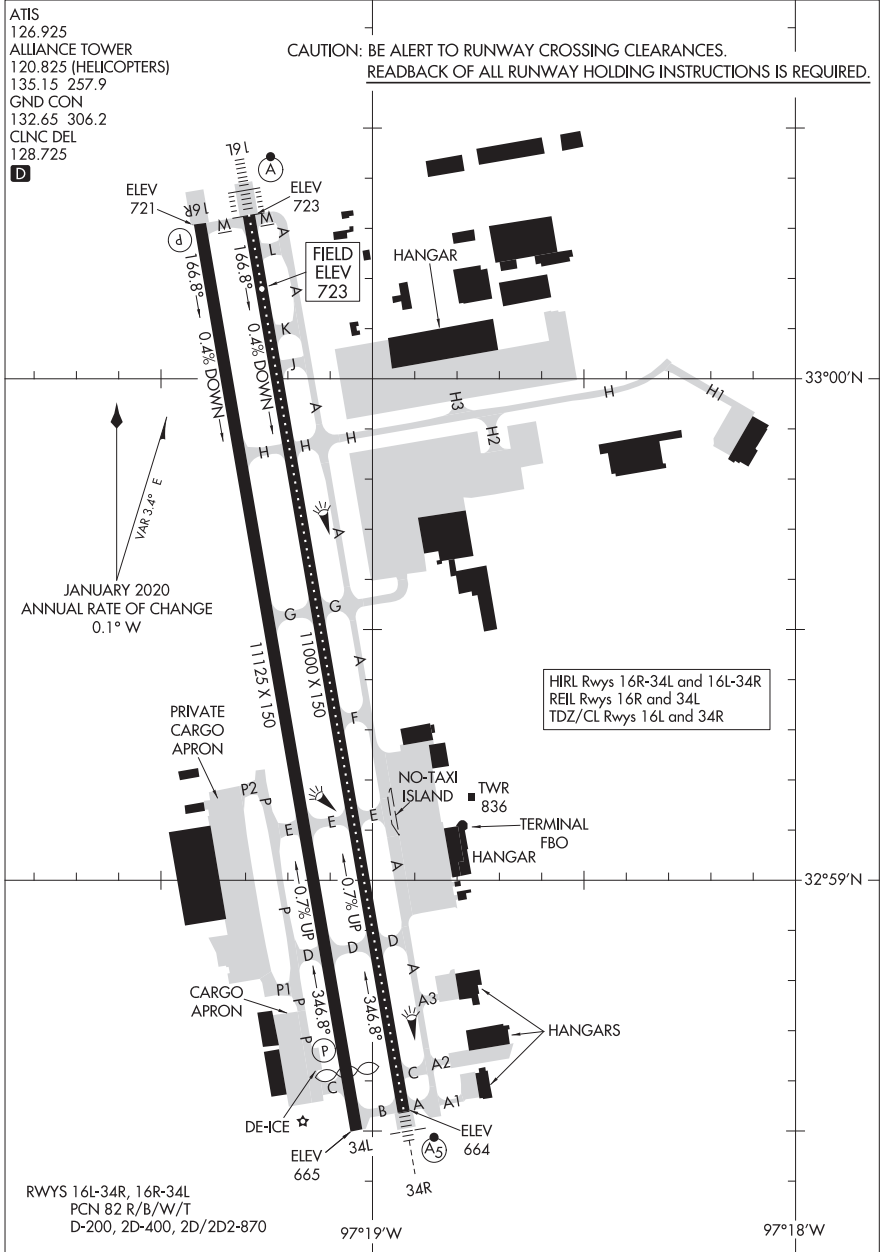 ATIS
126.925
ALLIANCE TOWER
120.825 (HELICOPTERS)
135.15 257.9
GND CON
132.65 306.2
CLNC DEL
128.725
D
CAUTION: BE ALERT TO RUNWAY CROSSING CLEARANCES.
READBACK OF ALL RUNWAY HOLDING INSTRUCTIONS IS REQUIRED.
16L
A
ELEV
721
16R
ELEV
723
W
W
A
P
L
166.8°
166.8°
FIELD
ELEV
723
HANGAR
A
K
0.4% DOWN
0.4% DOWN
J
33°00'N
A
H
H
H
H3
H2
H
H1
VAR 3.4° E
A
JANUARY 2020
ANNUAL RATE OF CHANGE
0.1° W
G
G
11125 X 150
11000 X 150
A
HIRL Rwys 16R-34L and 16L-34R
REIL Rwys 16R and 34L
TDZ/CL Rwys 16L and 34R
F
PRIVATE
CARGO
APRON
NO-TAXI
ISLAND
TWR
836
P2
P
E
E
E
TERMINAL
FBO
HANGAR
A
0.7% UP
0.7% UP
32°59'N
P
D
D
D
A
P1
P
346.8°
346.8°
A3
CARGO
APRON
P
P
HANGARS
C
C
A2
DE-ICE
B
A
A1
ELEV
665
34L
ELEV
664
A5
34R
RWYS 16L-34R, 16R-34L
PCN 82 R/B/W/T
D-200, 2D-400, 2D/2D2-870
97°19'W
97°18'W